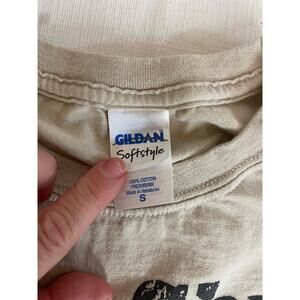 GILDAN
Softstyle
100% COTTON
PRESHRUNK
Made in Honduras
S